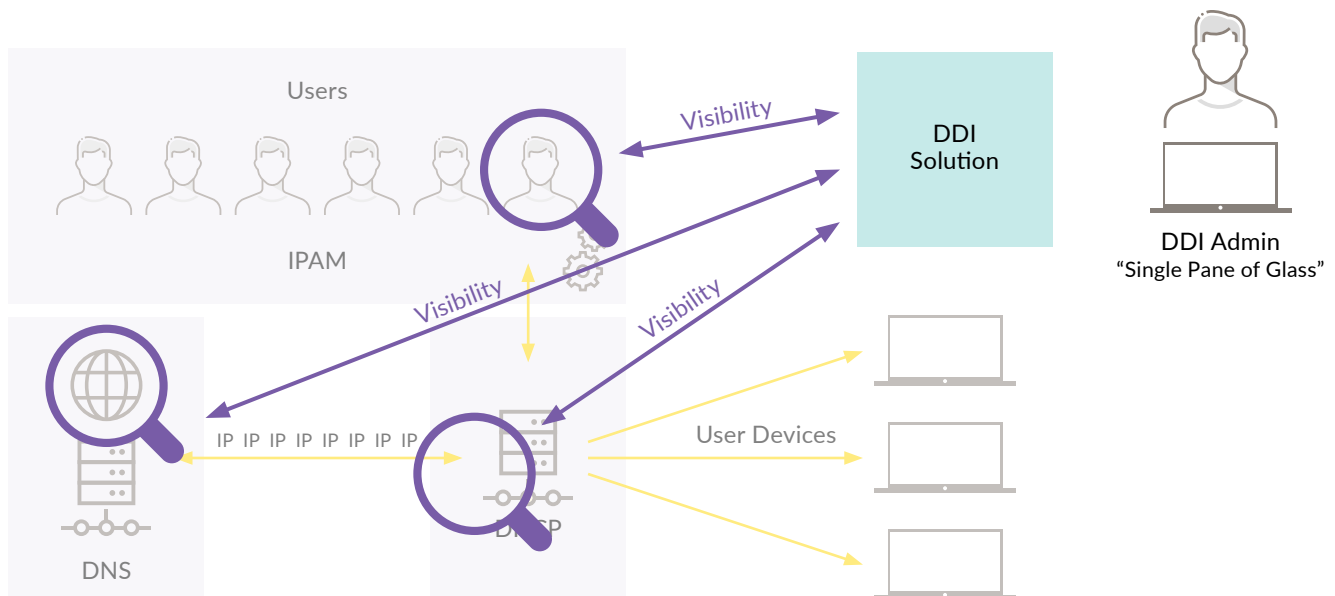 Users
IPAM
Visibility
Visibility
Visibility
DDI
Solution
DDI Admin
“Single Pane of Glass”
IP IP IP IP IP IP IP IP
User Devices
DNS